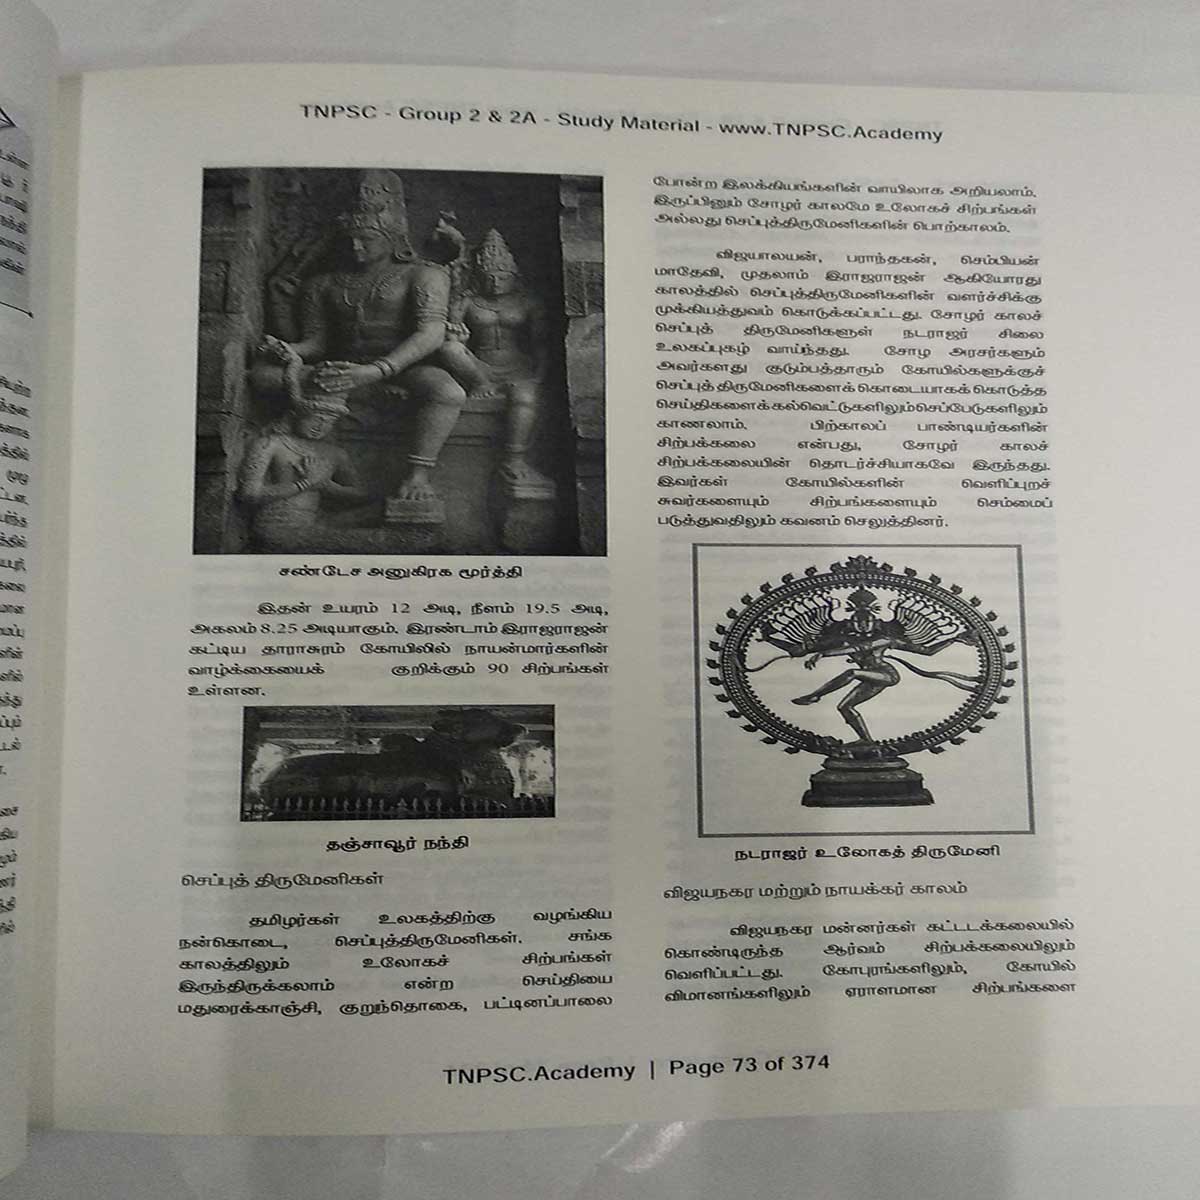 TNPSC - Group 2 & 2A - Study Material - www.TNPSC.Academy
சண்டேச அனுகிரக மூர்த்தி
இதன் உயரம் 12 அடி, நீளம் 19.5 அடி,
அகலம் 8.25 அடியாகும். இரண்டாம் இராஜராஜன்
கட்டிய தாராசுரம் கோயிலில் நாயன்மார்களின்
வாழ்க்கையைக் குறிக்கும் 90 சிற்பங்கள்
உள்ளன.
தஞ்சாவூர் நந்தி
செப்புத் திருமேனிகள்
தமிழர்கள் உலகத்திற்கு வழங்கிய
நன்கொடை, செப்புத்திருமேனிகள். சங்க
காலத்திலும் உலோகச் சிற்பங்கள்
இருந்திருக்கலாம் என்ற செய்தியை
மதுரைக்காஞ்சி, குறுந்தொகை, பட்டினப்பாலை
போன்ற இலக்கியங்களின் வாயிலாக அறியலாம்.
இருப்பினும் சோழர் காலமே உலோகச் சிற்பங்கள்
அல்லது செப்புத்திருமேனிகளின் பொற்காலம்.
விஜயாலயன், பராந்தகன், செம்பியன்
மாதேவி, முதலாம் இராஜராஜன் ஆகியோரது
காலத்தில் செப்புத்திருமேனிகளின் வளர்ச்சிக்கு
முக்கியத்துவம் கொடுக்கப்பட்டது. சோழர் காலச்
செப்புத் திருமேனிகளுள் நடராஜர் சிலை
உலகப்புகழ் வாய்ந்தது. சோழ அரசர்களும்
அவர்களது குடும்பத்தாரும் கோயில்களுக்குச்
செப்புத் திருமேனிகளைக் கொடையாகக் கொடுத்த
செய்திகளைக் கல்வெட்டுகளிலும் செப்பேடுகளிலும்
காணலாம். பிற்காலப் பாண்டியர்களின்
சிற்பக்கலை என்பது, சோழர் காலச்
சிற்பக்கலையின் தொடர்ச்சியாகவே இருந்தது.
இவர்கள் கோயில்களின் வெளிப்புறச்
சுவர்களையும் சிற்பங்களையும் செம்மைப்
படுத்துவதிலும் கவனம் செலுத்தினர்.
நடராஜர் உலோகத் திருமேனி
விஜயநகர மற்றும் நாயக்கர் காலம்
விஜயநகர மன்னர்கள் கட்டடக்கலையில்
கொண்டிருந்த ஆர்வம் சிற்பக்கலையிலும்
வெளிப்பட்டது. கோபுரங்களிலும், கோயில்
விமானங்களிலும் ஏராளமான சிற்பங்களை
TNPSC.Academy | Page 73 of 374